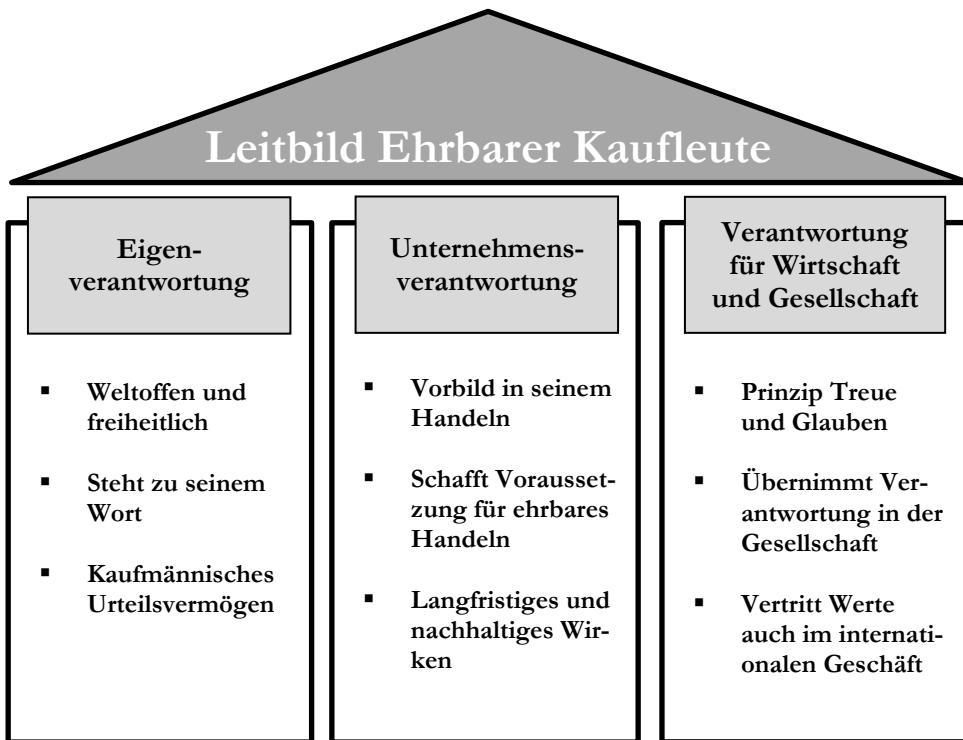 Leitbild Ehrbarer Kaufleute
Eigen-
verantwortung
▪ Weltoffen und
freiheitlich
▪ Steht zu seinem
Wort
▪ Kaufmännisches
Urteilsvermögen
Unternehmens-
verantwortung
▪ Vorbild in seinem
Handeln
▪ Schafft Vorausset-
zung für ehrbares
Handeln
▪ Langfristiges und
nachhaltiges Wir-
ken
Verantwortung
für Wirtschaft
und Gesellschaft
▪ Prinzip Treue
und Glauben
▪ Übernimmt Ver-
antwortung in der
Gesellschaft
▪ Vertritt Werte
auch im internati-
onalen Geschäft